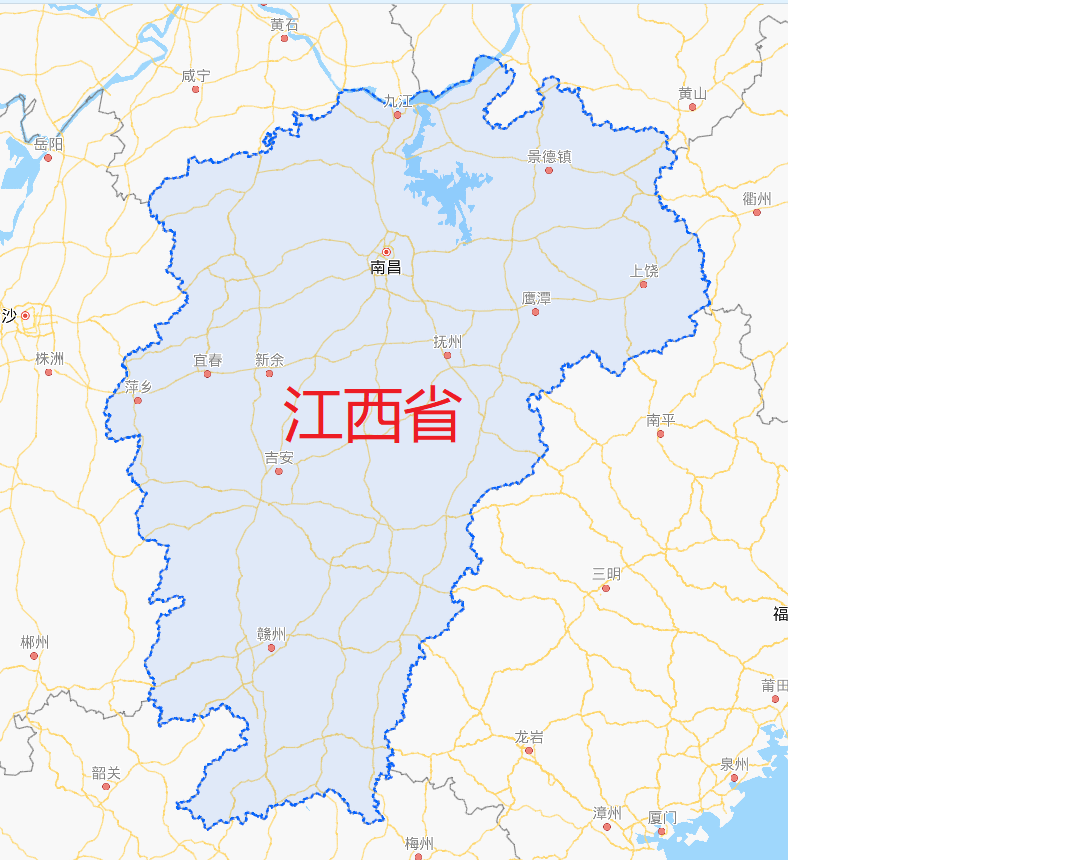 黄石
咸宁
黄山
九江
岳阳
景德镇
衢州
南昌
上饶
鹰潭
沙
抚州
株洲
宜春
新余
萍乡
江西省
南平
吉安
三明
福
赣州
郴州
莆田
龙岩
泉州
韶关
漳州
厦门
梅州